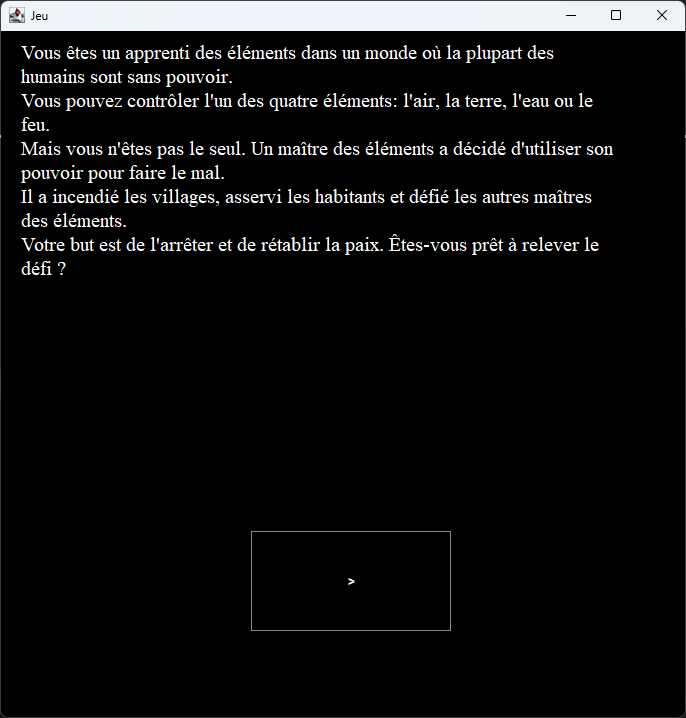 Jeu
Vous êtes un apprenti des éléments dans un monde où la plupart des
humains sont sans pouvoir.
Vous pouvez contrôler l'un des quatre éléments: l'air, la terre, l'eau ou le
feu.
Mais vous n'êtes pas le seul. Un maître des éléments a décidé d'utiliser son
pouvoir pour faire le mal.
Il a incendié les villages, asservi les habitants et défié les autres maîtres
des éléments.
Votre but est de l'arrêter et de rétablir la paix. Êtes-vous prêt à relever le
défi ?
>